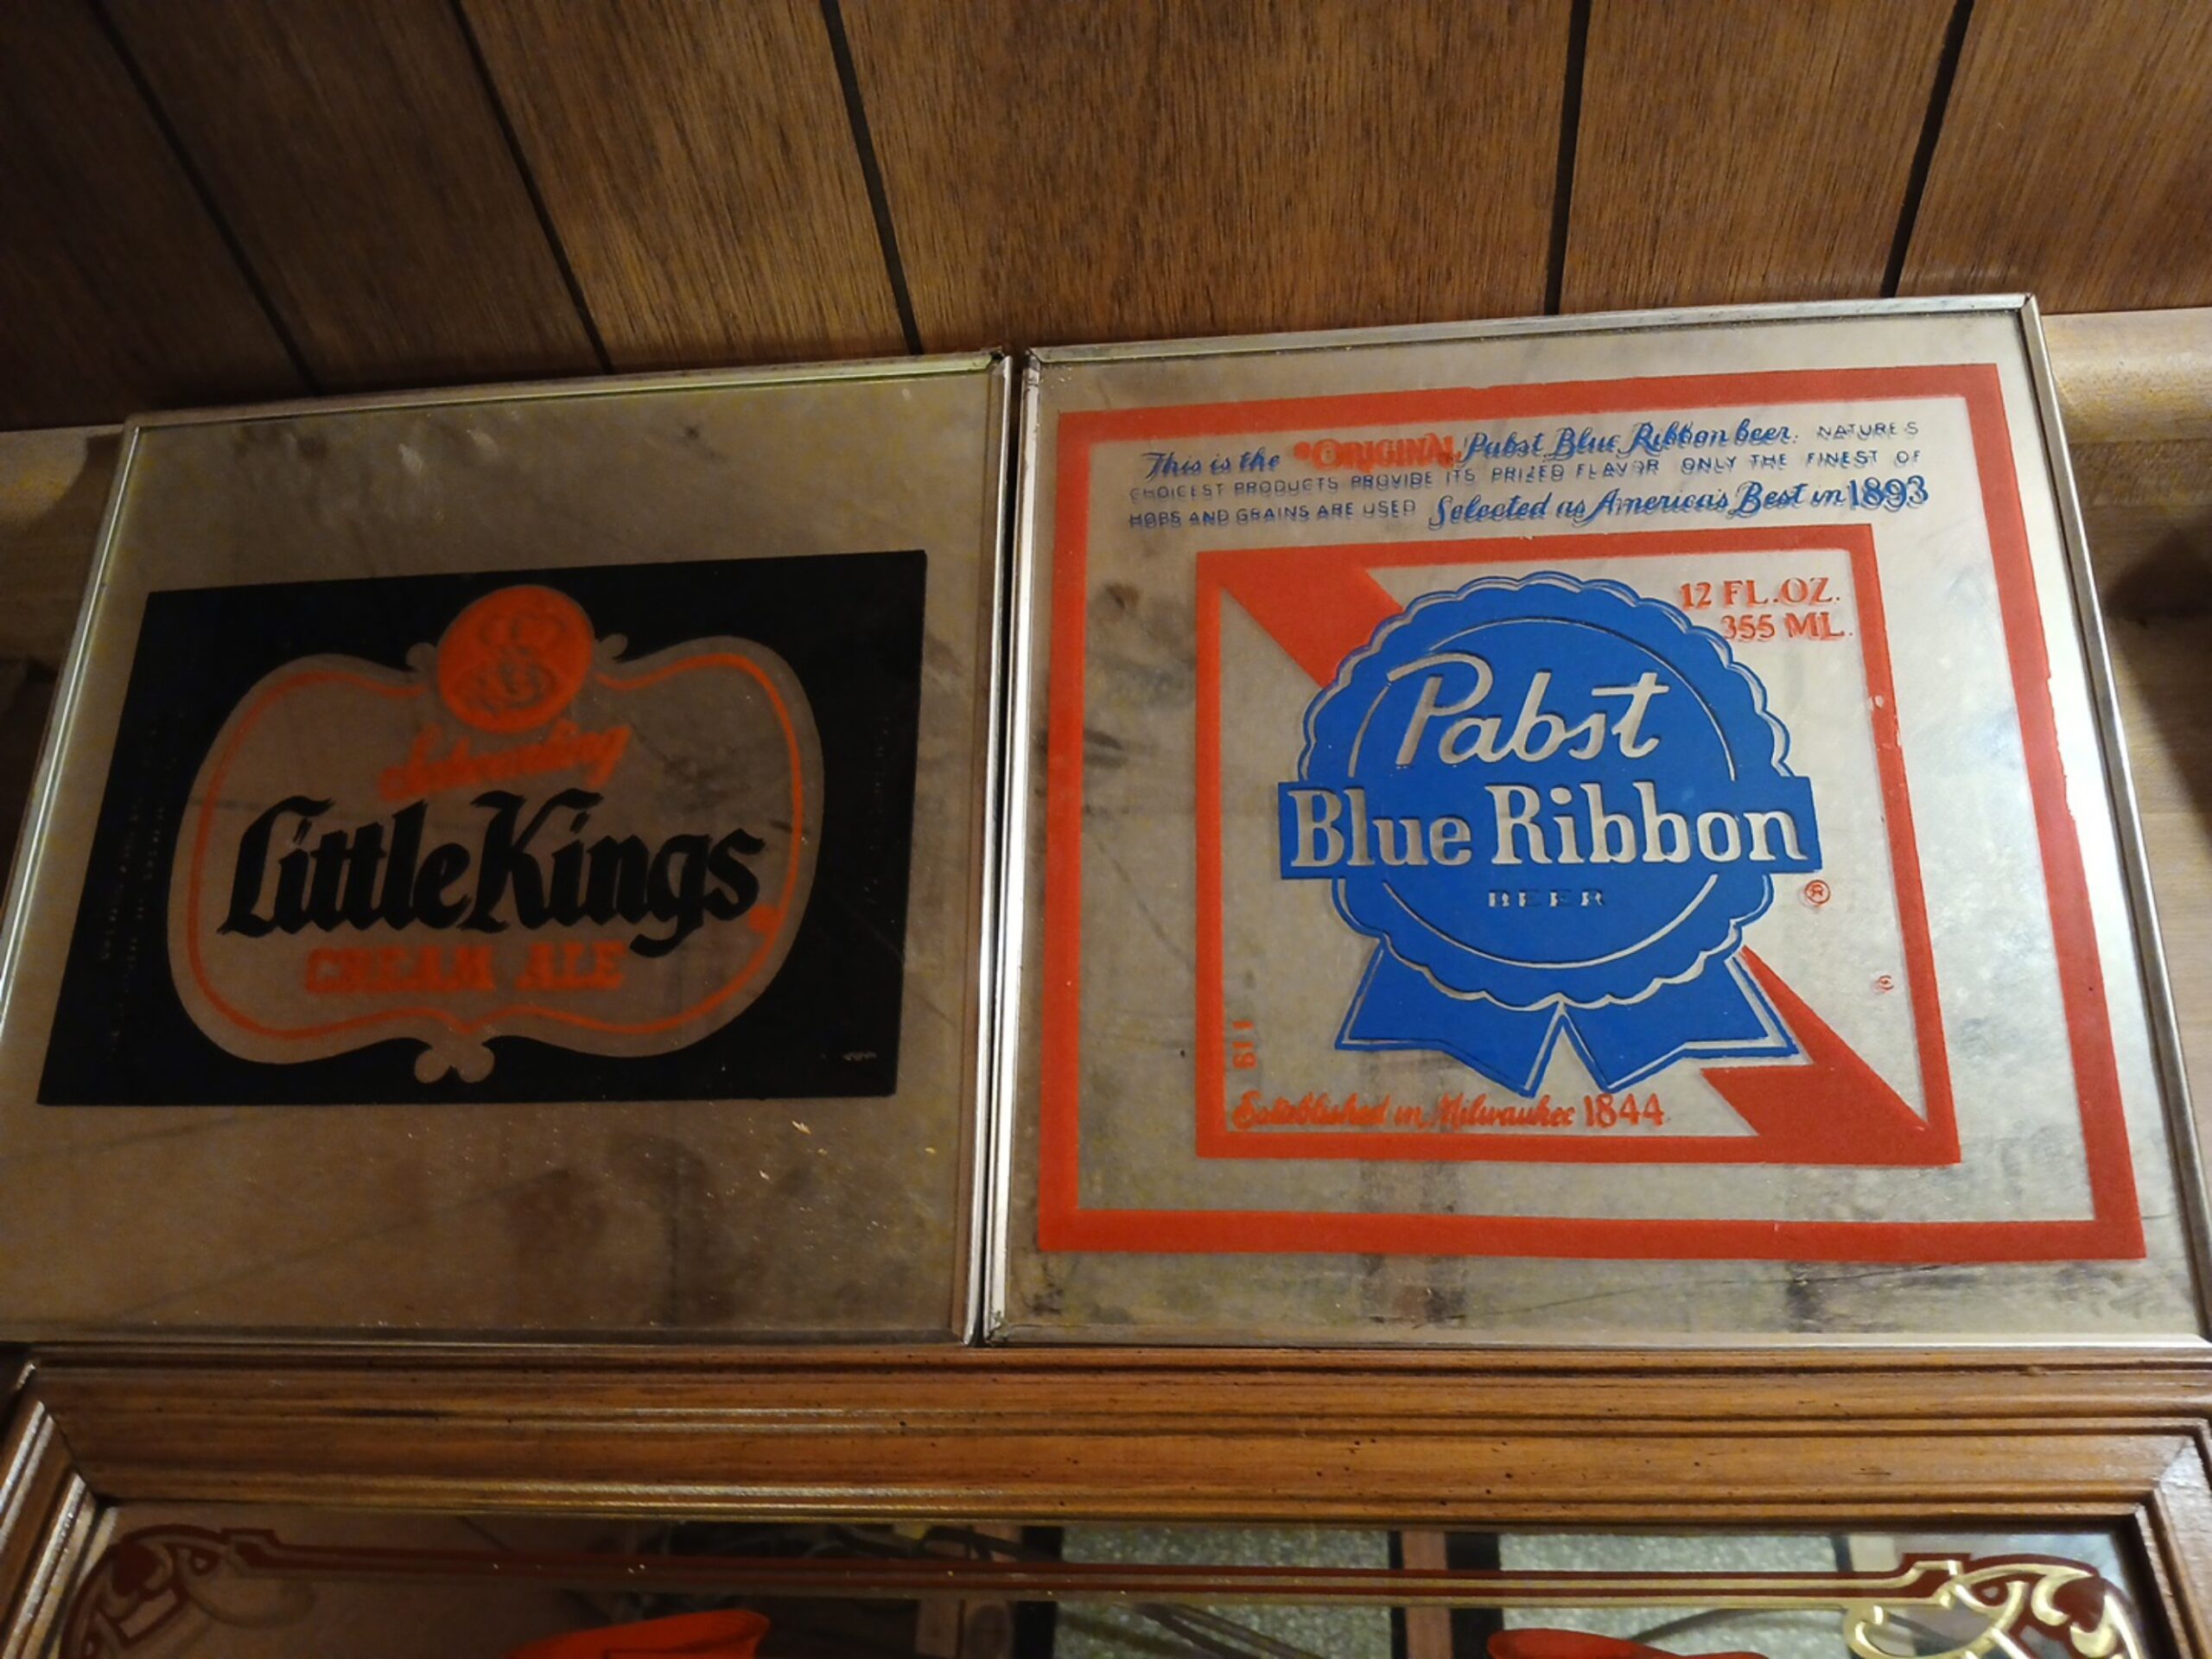 Schoenling
Little Kings
CREAM ALE
This is the "ORIGINAL" Pabst Blue Ribbon beer. NATURE'S
CHOICEST PRODUCTS PROVIDE ITS PRIZED FLAVOR ONLY THE FINEST OF
HOPS AND GRAINS ARE USED Selected as America's Best in 1893
12 FL.OZ.
355 ML.
Pabst
Blue Ribbon
BEER
®
Established in Milwaukee 1844